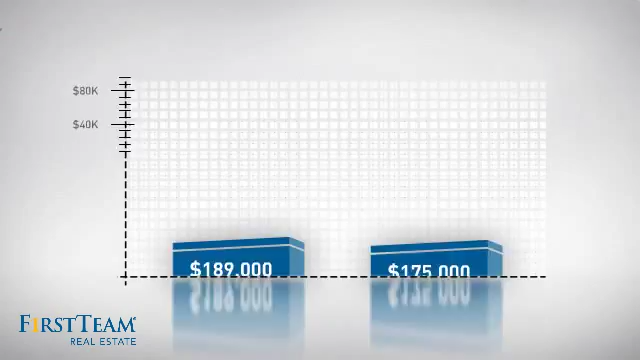 $80K
$40K
$189,000
$175,000
FIRSTTEAM®
REAL ESTATE